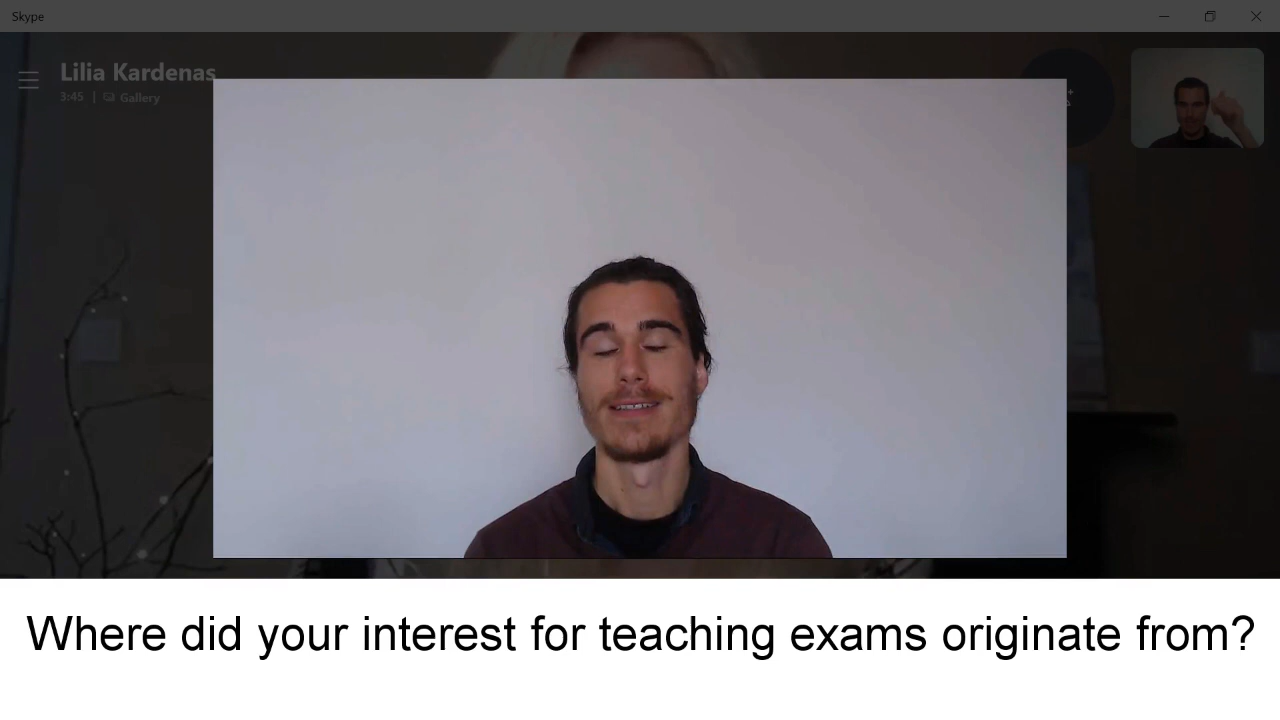 Skype
Lilia Kardenas
3:45 | Gallery
Where did your interest for teaching exams originate from?